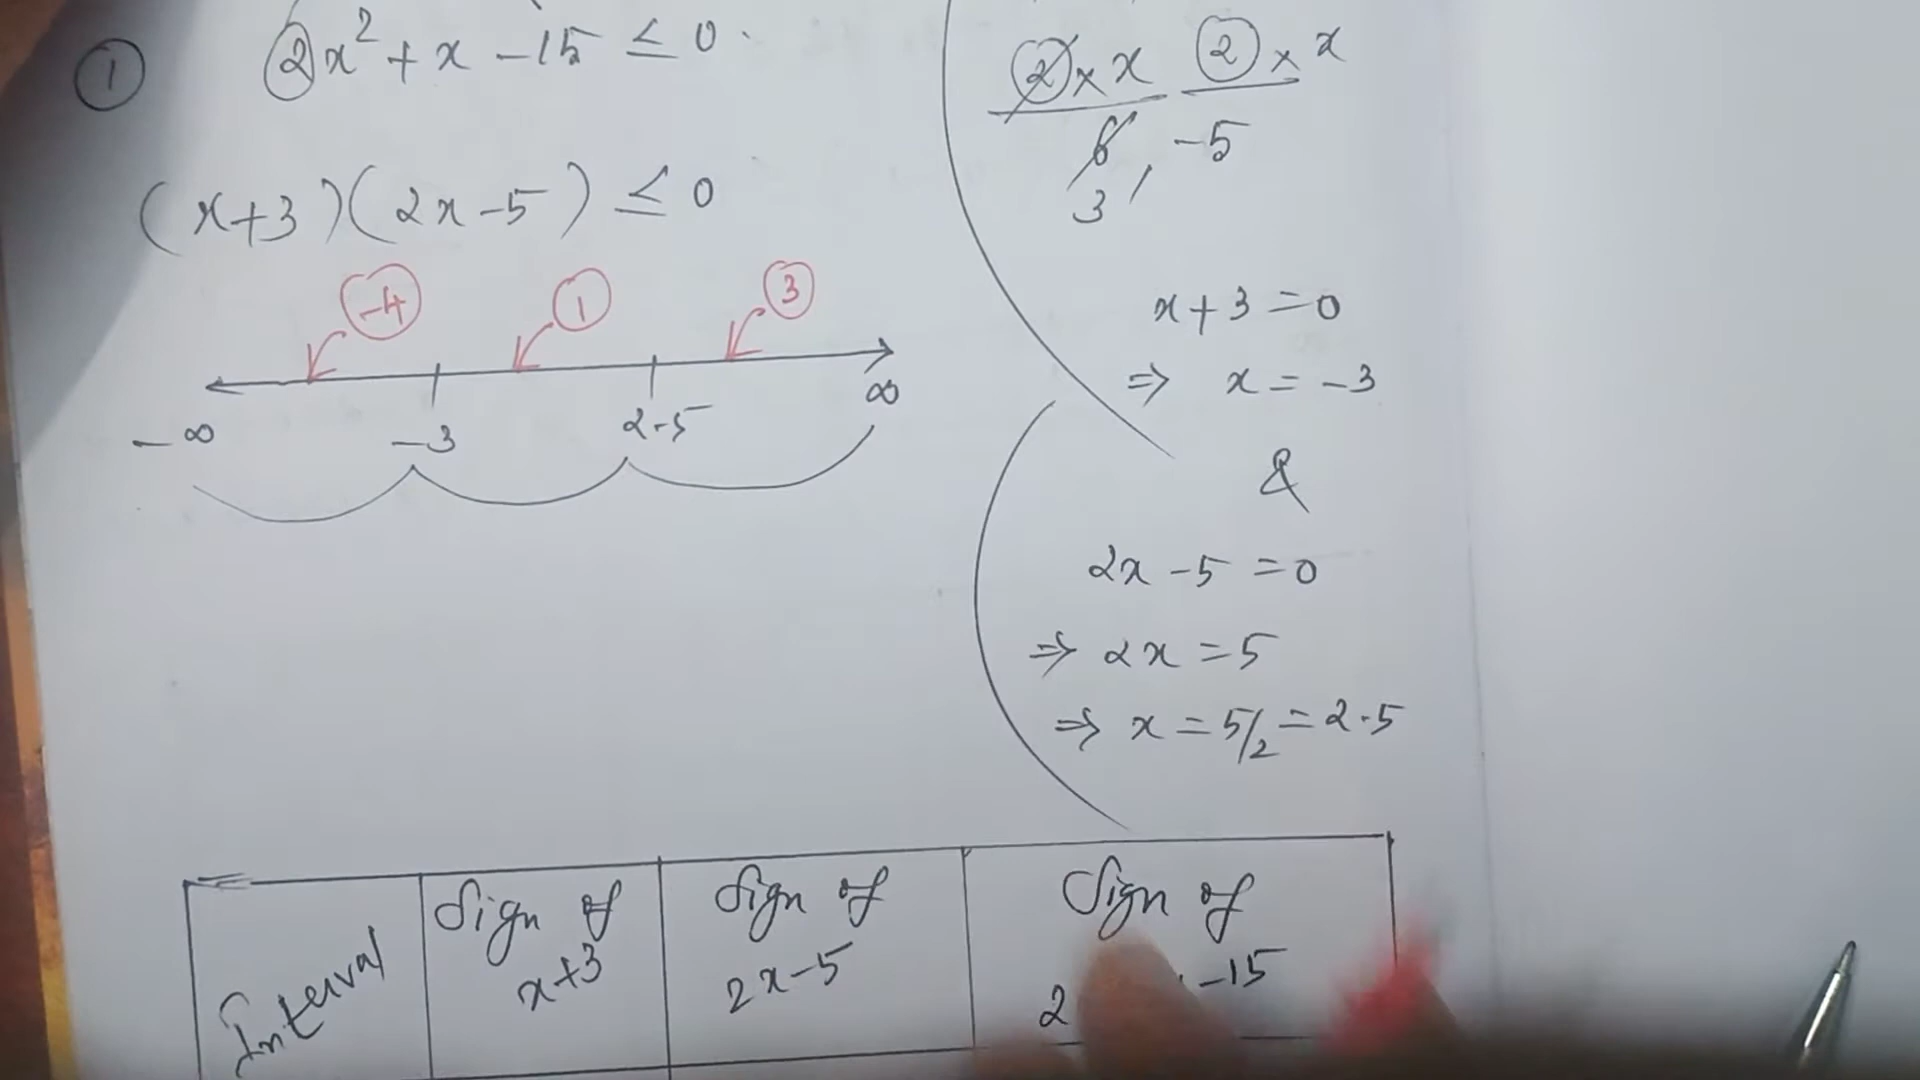 ① 2x² + x - 15 ≤ 0
(x+3)(2x-5) ≤ 0
-4 1 3
-∞ -3 2.5 ∞
2×x 2×x
6, -5
3
x+3=0
⇒ x = -3
&
2x-5=0
⇒ 2x=5
⇒ x=5/2=2.5
Interval
Sign of
x+3
Sign of
2x-5
Sign of
2 -15